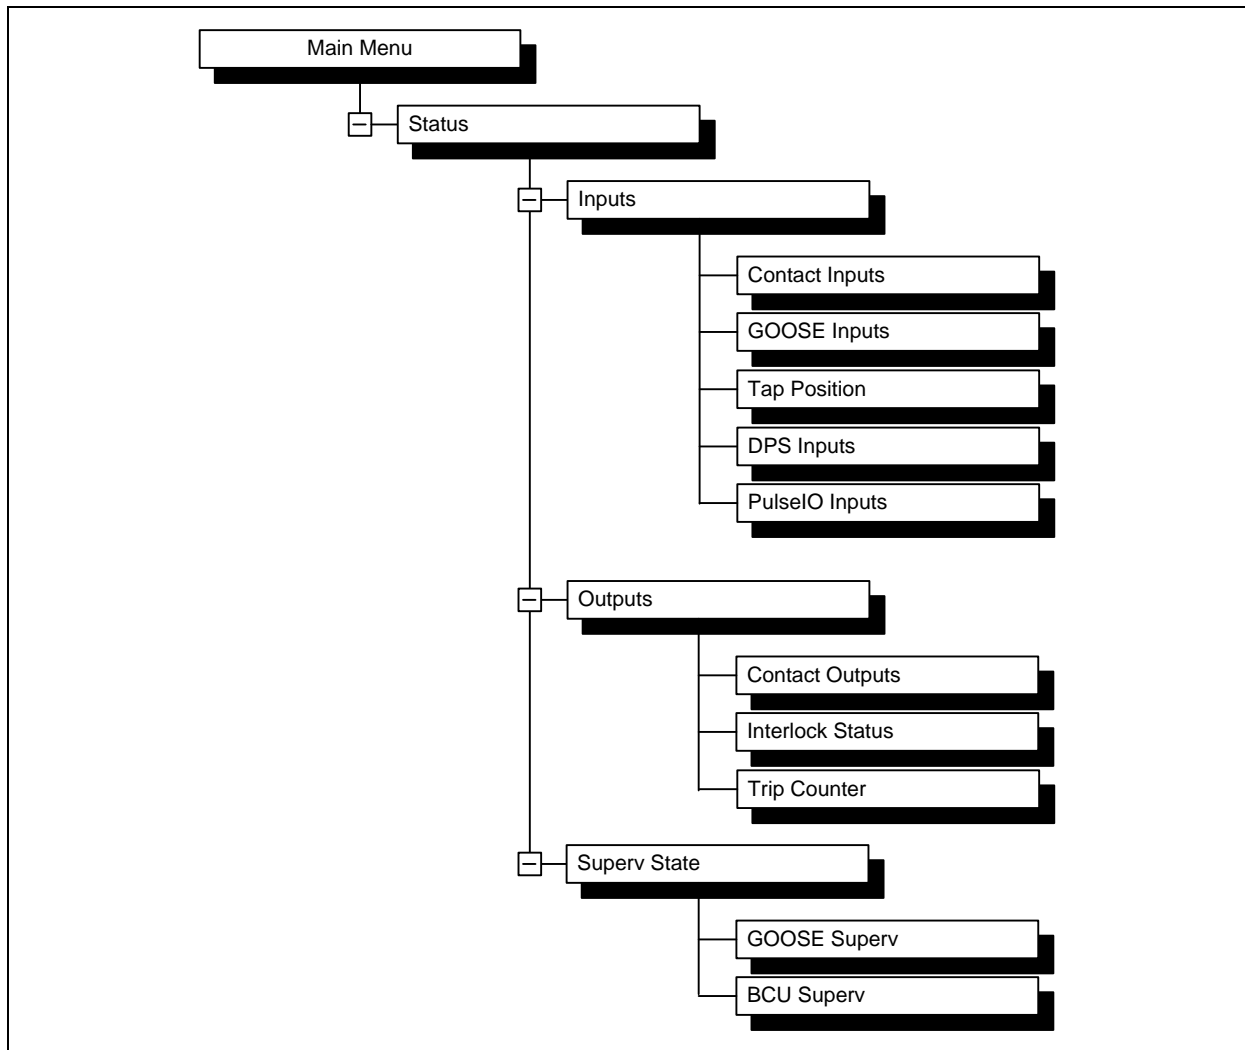 Main Menu
Status
Inputs
Contact Inputs
GOOSE Inputs
Tap Position
DPS Inputs
PulseIO Inputs
Outputs
Contact Outputs
Interlock Status
Trip Counter
Superv State
GOOSE Superv
BCU Superv